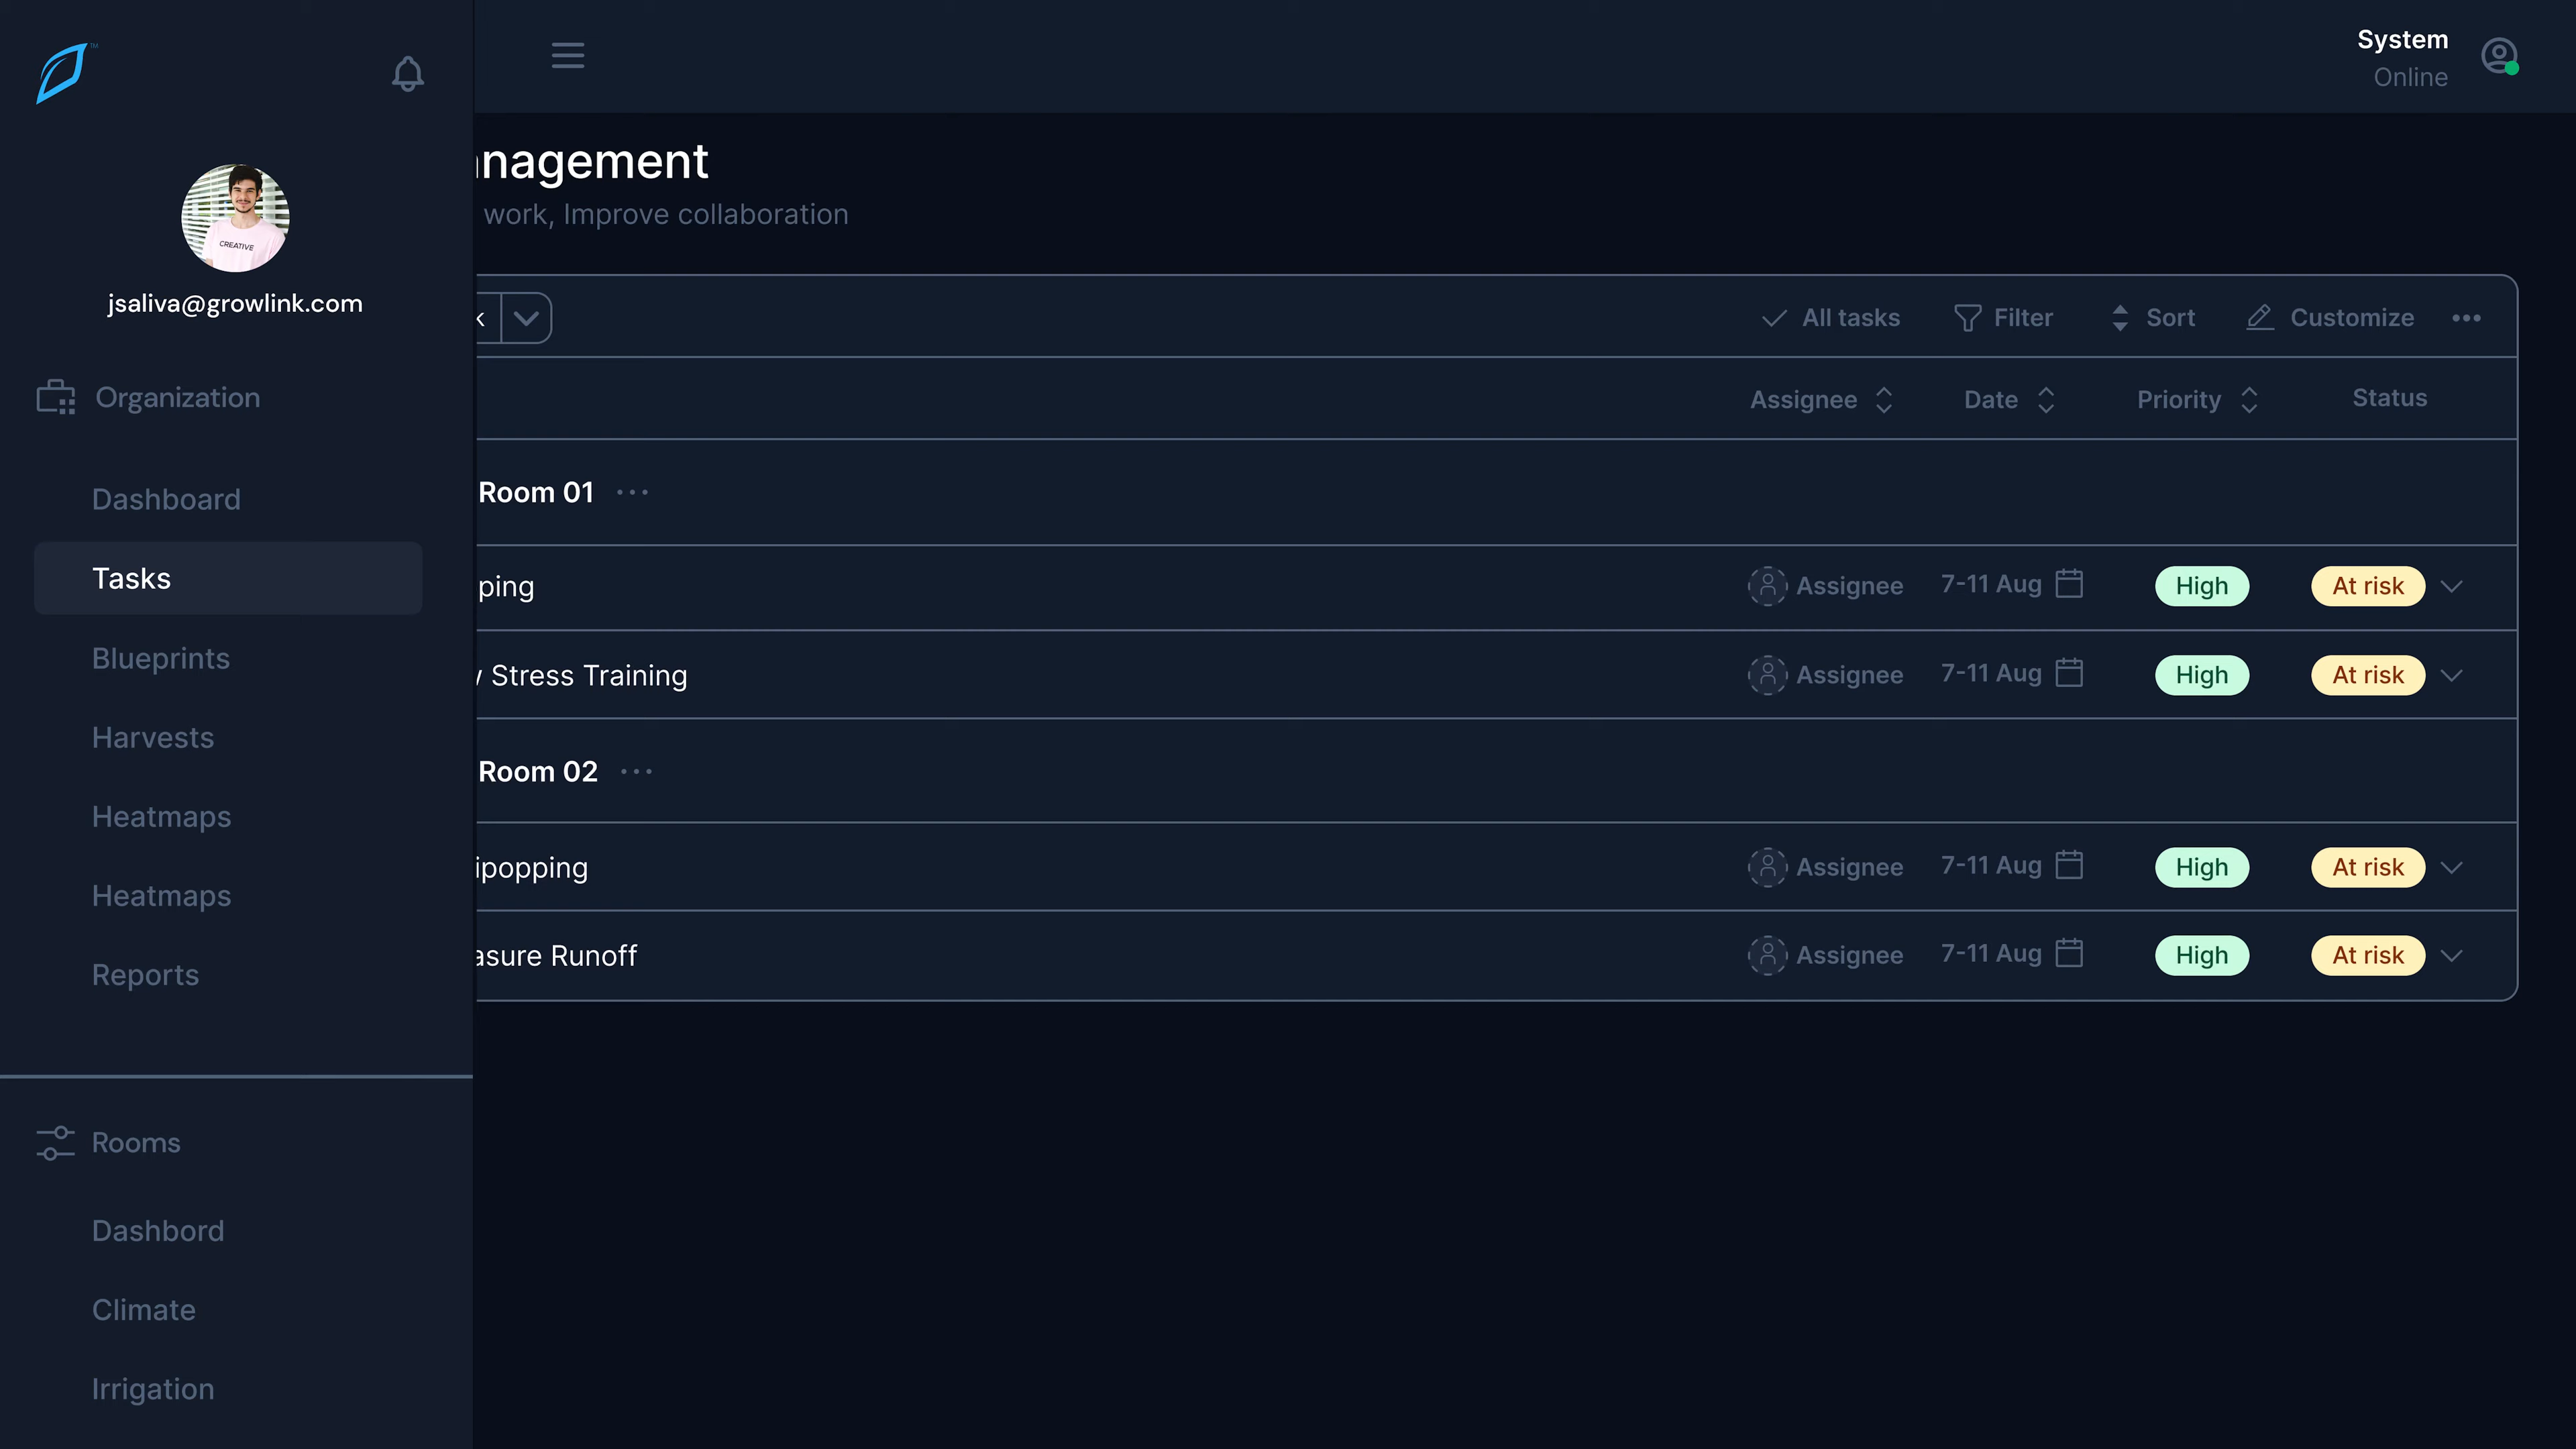 TM
jsaliva@growlink.com
CREATIVE
Organization
Dashboard
Tasks
Blueprints
Harvests
Heatmaps
Heatmaps
Reports
Rooms
Dashbord
Climate
Irrigation
System
Online
nagement
work, Improve collaboration
k
All tasks
Filter
Sort
Customize
Assignee
Date
Priority
Status
Room 01
pping
Assignee
7-11 Aug
High
At risk
Stress Training
Assignee
7-11 Aug
High
At risk
Room 02
ipopping
Assignee
7-11 Aug
High
At risk
asure Runoff
Assignee
7-11 Aug
High
At risk